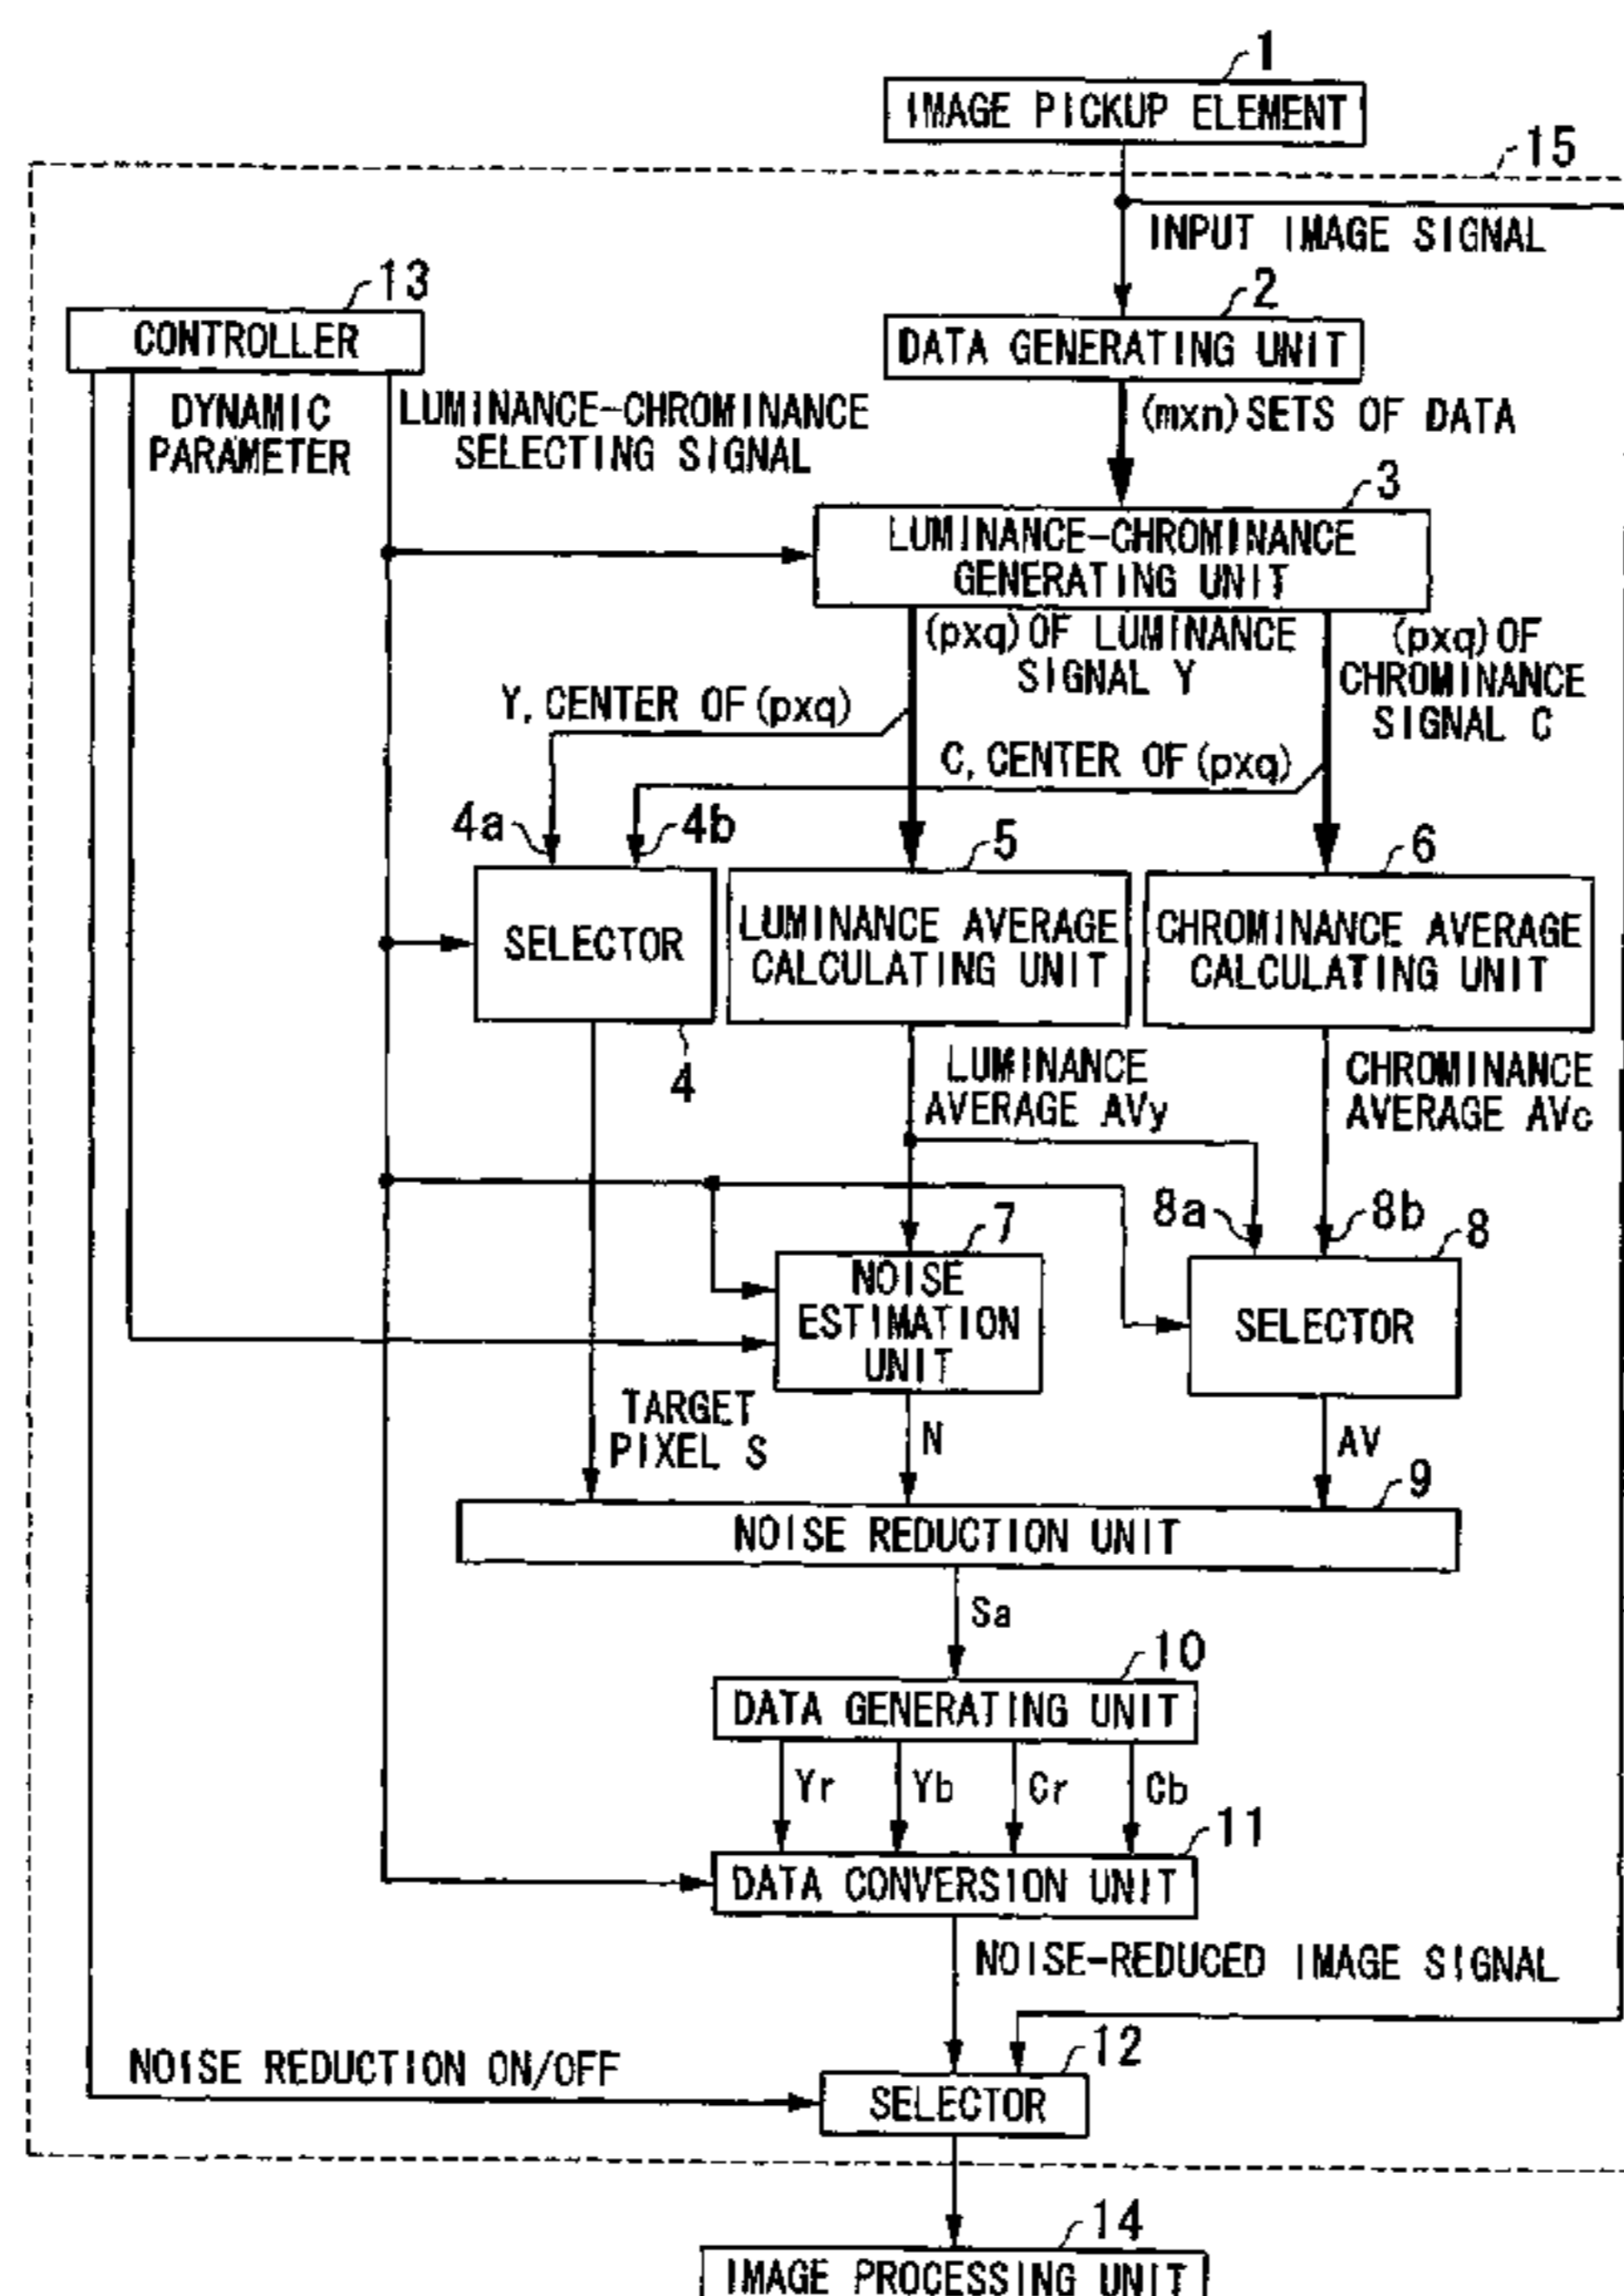 1
IMAGE PICKUP ELEMENT
15
INPUT IMAGE SIGNAL
13
CONTROLLER
2
DATA GENERATING UNIT
DYNAMIC
PARAMETER
LUMINANCE-CHROMINANCE
SELECTING SIGNAL
(mxn)SETS OF DATA
3
LUMINANCE-CHROMINANCE
GENERATING UNIT
(pxq)OF LUMINANCE
SIGNAL Y
(pxq)OF
CHROMINANCE
SIGNAL C
Y,CENTER OF(pxq)
C,CENTER OF(pxq)
4a
4b
5
6
SELECTOR
4
LUMINANCE AVERAGE
CALCULATING UNIT
CHROMINANCE AVERAGE
CALCULATING UNIT
LUMINANCE
AVERAGE AVy
CHROMINANCE
AVERAGE AVc
7
8a
8b
8
NOISE
ESTIMATION
UNIT
SELECTOR
TARGET
PIXEL S
N
AV
9
NOISE REDUCTION UNIT
Sa
10
DATA GENERATING UNIT
Yr
Yb
Cr
Cb
11
DATA CONVERSION UNIT
NOISE-REDUCED IMAGE SIGNAL
NOISE REDUCTION ON/OFF
12
SELECTOR
14
IMAGE PROCESSING UNIT